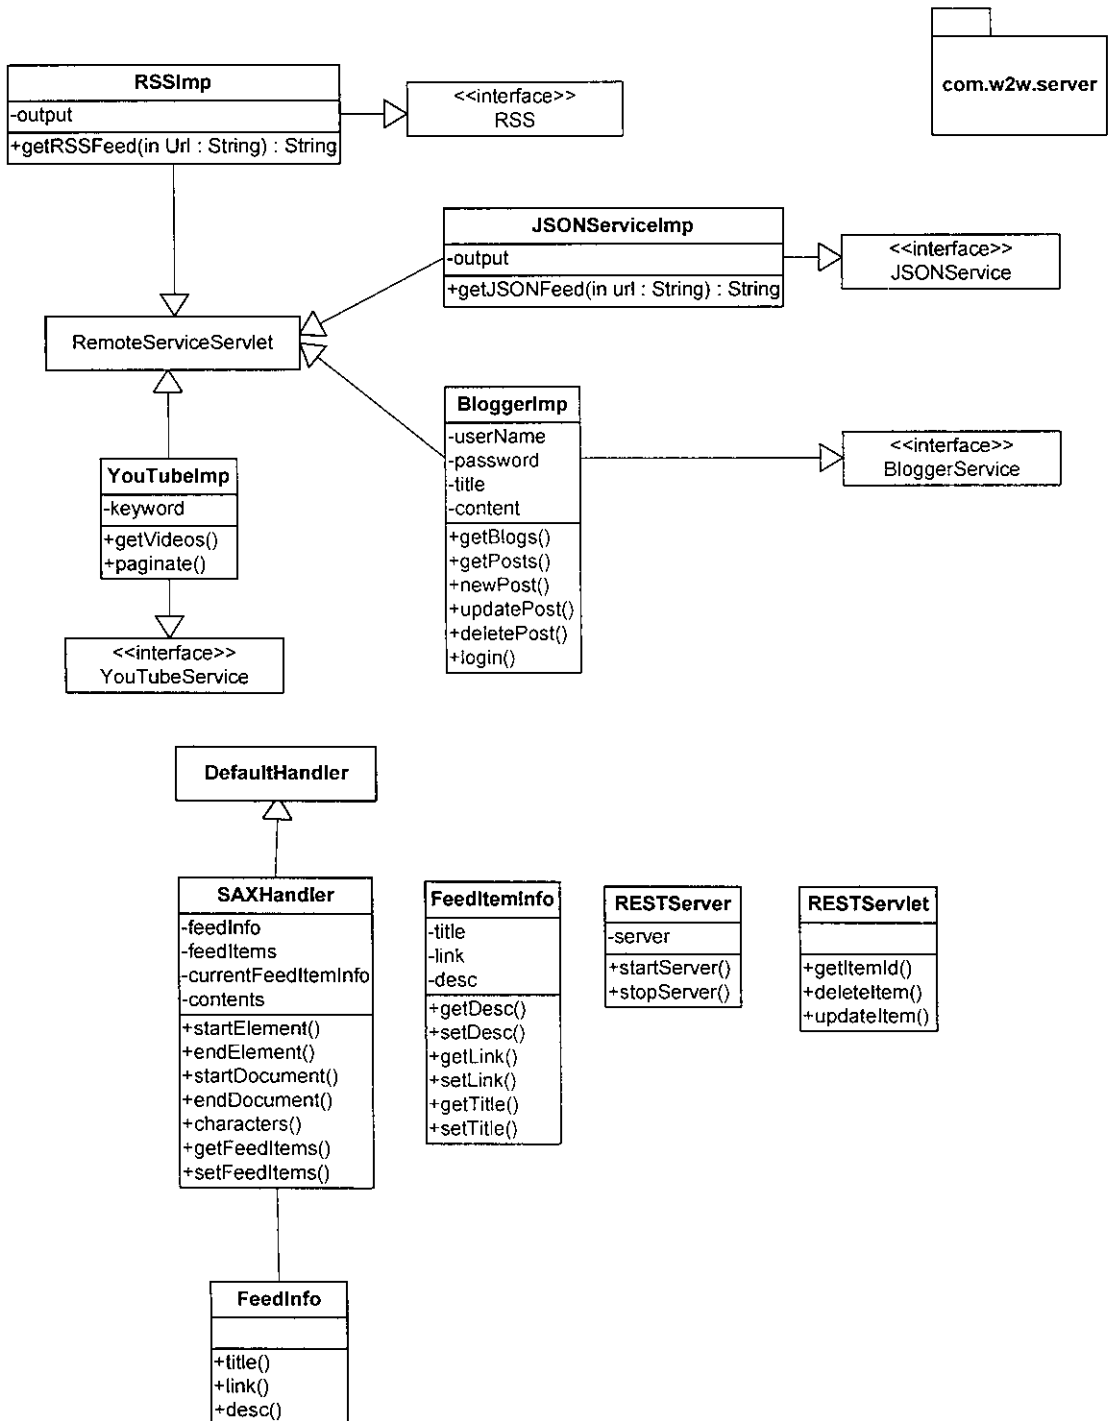 com.w2w.server
RSSImp
-output
+getRSSFeed(in Url : String) : String
<<interface>>
RSS
JSONServiceImp
-output
+getJSONFeed(in url : String) : String
<<interface>>
JSONService
RemoteServiceServlet
BloggerImp
-userName
-password
-title
-content
+getBlogs()
+getPosts()
+newPost()
+updatePost()
+deletePost()
+login()
<<interface>>
BloggerService
YouTubeImp
-keyword
+getVideos()
+paginate()
<<interface>>
YouTubeService
DefaultHandler
SAXHandler
-feedInfo
-feedItems
-currentFeedItemInfo
-contents
+startElement()
+endElement()
+startDocument()
+endDocument()
+characters()
+getFeedItems()
+setFeedItems()
FeedItemInfo
-title
-link
-desc
+getDesc()
+setDesc()
+getLink()
+setLink()
+getTitle()
+setTitle()
RESTServer
-server
+startServer()
+stopServer()
RESTServlet
+getItemId()
+deleteItem()
+updateItem()
FeedInfo
+title()
+link()
+desc()